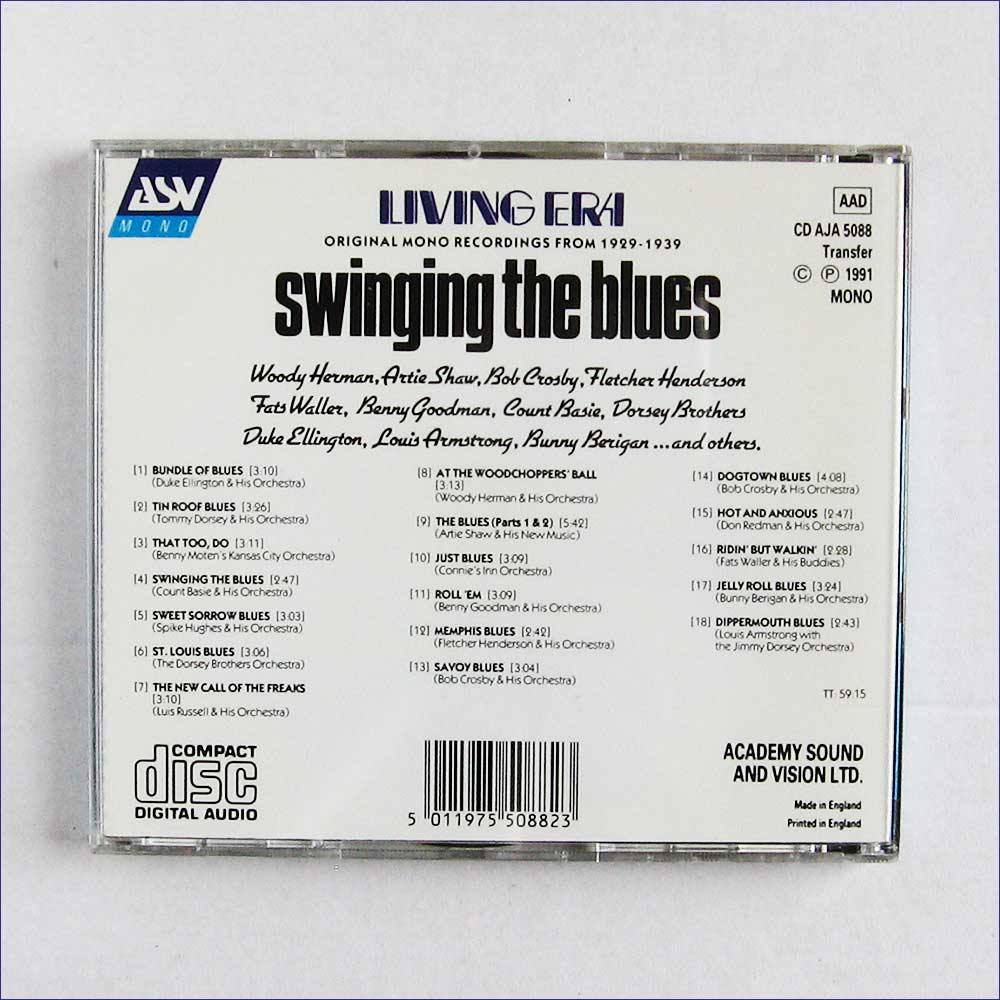 ASV
MONO
LIVING ERA
ORIGINAL MONO RECORDINGS FROM 1929-1939
swinging the blues
AAD
CD AJA 5088
Transfer
© ℗ 1991
MONO
Woody Herman, Artie Shaw, Bob Crosby, Fletcher Henderson
Fats Waller, Benny Goodman, Count Basie, Dorsey Brothers
Duke Ellington, Louis Armstrong, Bunny Berigan ...and others.
[1] BUNDLE OF BLUES [3:10]
(Duke Ellington & His Orchestra)
[2] TIN ROOF BLUES [3:26]
(Tommy Dorsey & His Orchestra)
[3] THAT TOO, DO [3:11]
(Benny Moten's Kansas City Orchestra)
[4] SWINGING THE BLUES [2:47]
(Count Basie & His Orchestra)
[5] SWEET SORROW BLUES [3:03]
(Spike Hughes & His Orchestra)
[6] ST. LOUIS BLUES [3:06]
(The Dorsey Brothers Orchestra)
[7] THE NEW CALL OF THE FREAKS
[3:10]
(Luis Russell & His Orchestra)
[8] AT THE WOODCHOPPERS' BALL
[3:13]
(Woody Herman & His Orchestra)
[9] THE BLUES (Parts 1 & 2) [5:42]
(Artie Shaw & His New Music)
[10] JUST BLUES [3:09]
(Connie's Inn Orchestra)
[11] ROLL 'EM [3:09]
(Benny Goodman & His Orchestra)
[12] MEMPHIS BLUES [2:42]
(Fletcher Henderson & His Orchestra)
[13] SAVOY BLUES [3:04]
(Bob Crosby & His Orchestra)
[14] DOGTOWN BLUES [4:08]
(Bob Crosby & His Orchestra)
[15] HOT AND ANXIOUS [2:47]
(Don Redman & His Orchestra)
[16] RIDIN' BUT WALKIN' [2:28]
(Fats Waller & His Buddies)
[17] JELLY ROLL BLUES [3:24]
(Bunny Berigan & His Orchestra)
[18] DIPPERMOUTH BLUES [2:43]
(Louis Armstrong with
the Jimmy Dorsey Orchestra)
TT: 59:15
COMPACT
disc
DIGITAL AUDIO
5 011975 508823
ACADEMY SOUND
AND VISION LTD.
Made in England
Printed in England